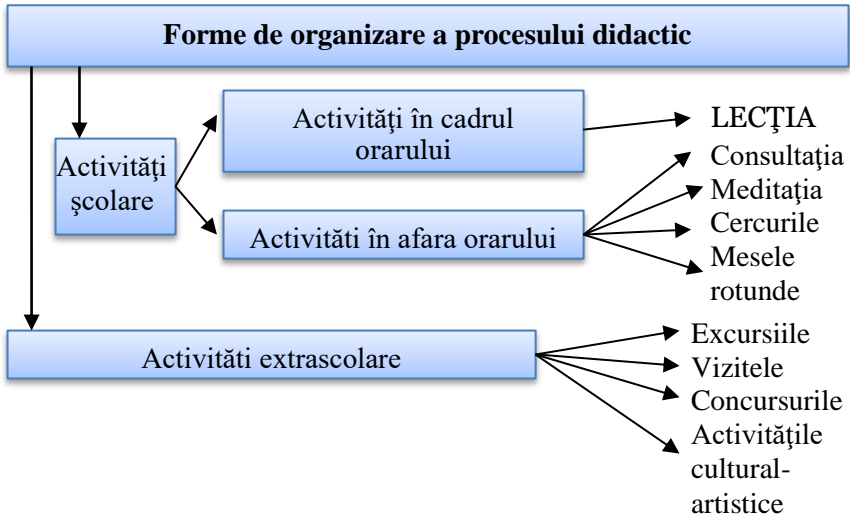 Forme de organizare a procesului didactic
Activităţi
şcolare
Activităţi în cadrul
orarului
LECŢIA
Activităti în afara orarului
Consultaţia
Meditaţia
Cercurile
Mesele
rotunde
Activităti extrascolare
Excursiile
Vizitele
Concursurile
Activităţile
cultural-
artistice